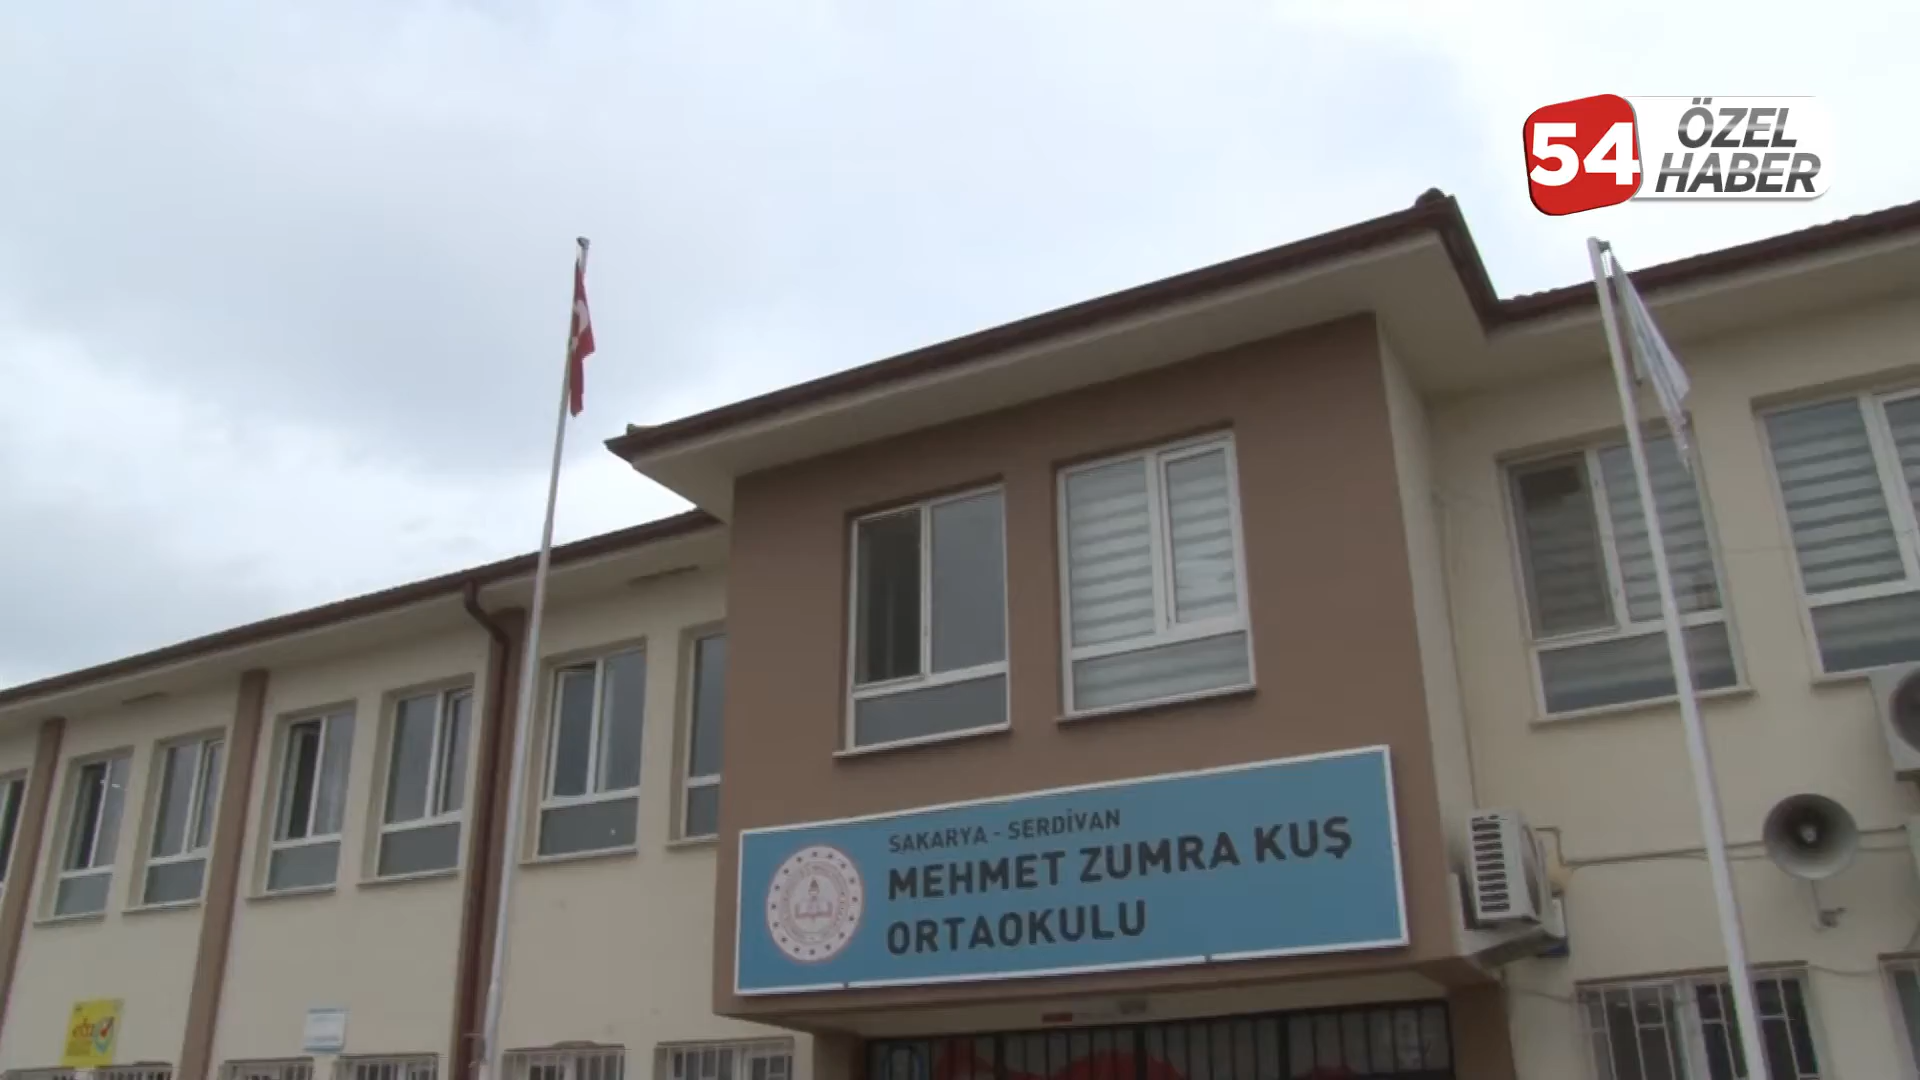 54 ÖZEL
HABER
SAKARYA - SERDİVAN
MEHMET ZUMRA KUŞ
ORTAOKULU